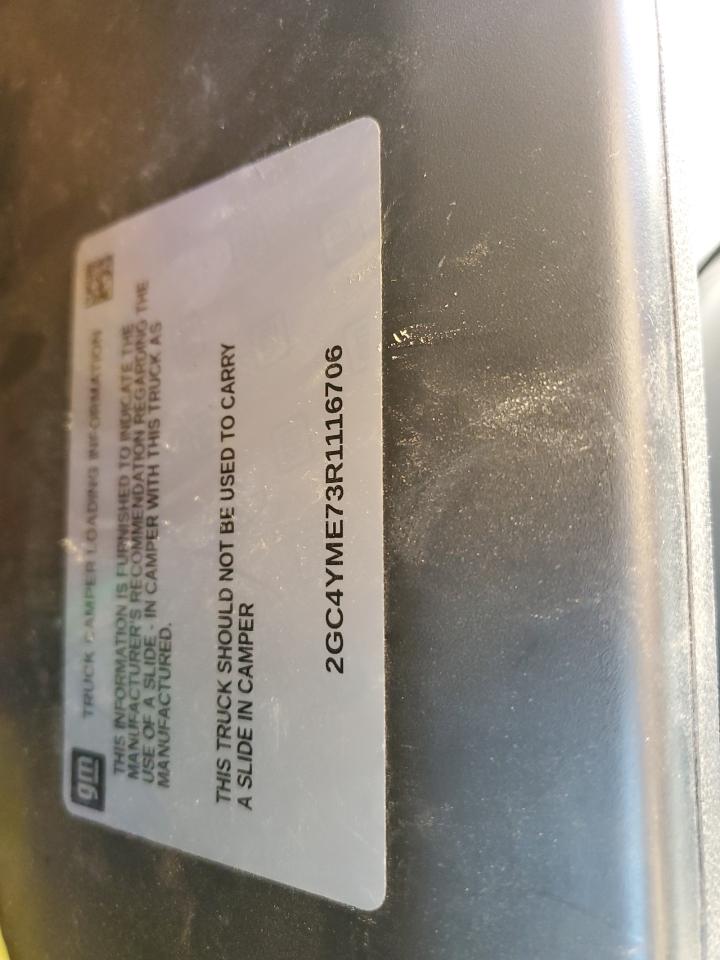 gm
TRUCK CAMPER LOADING INFORMATION
THIS INFORMATION IS FURNISHED TO INDICATE THE
MANUFACTURER'S RECOMMENDATION REGARDING THE
USE OF A SLIDE - IN CAMPER WITH THIS TRUCK AS
MANUFACTURED.
THIS TRUCK SHOULD NOT BE USED TO CARRY
A SLIDE IN CAMPER
2GC4YME73R1116706